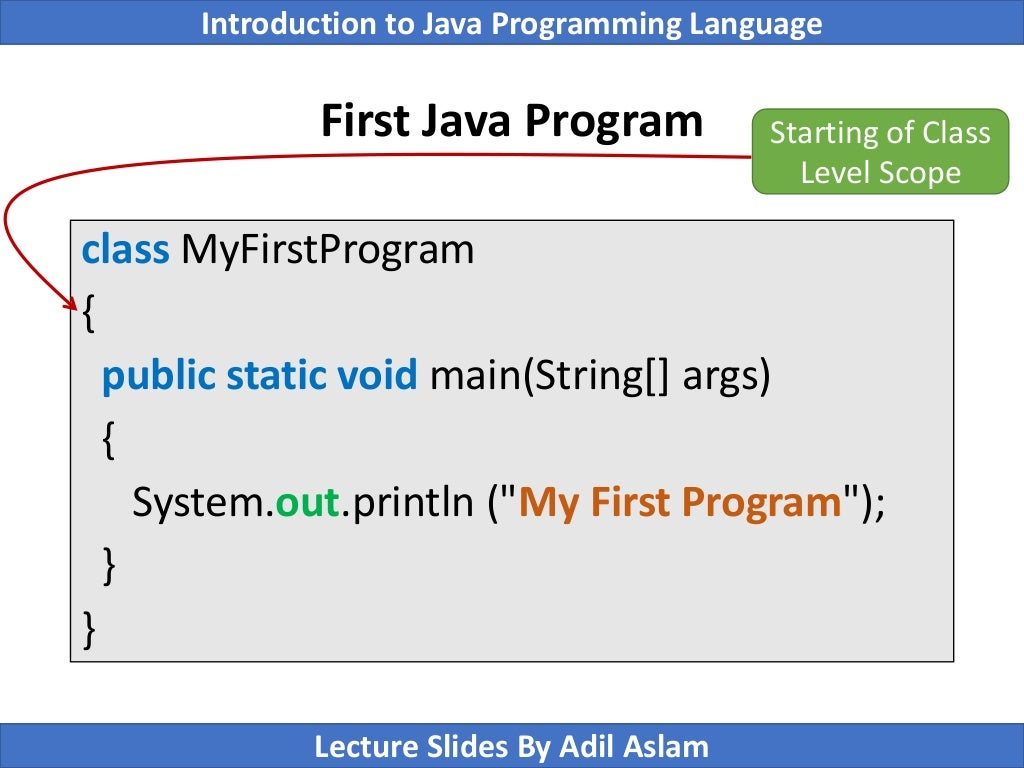 Introduction to Java Programming Language
First Java Program
Starting of Class
Level Scope
class MyFirstProgram
{
public static void main(String[] args)
{
System.out.println ("My First Program");
}
}
Lecture Slides By Adil Aslam